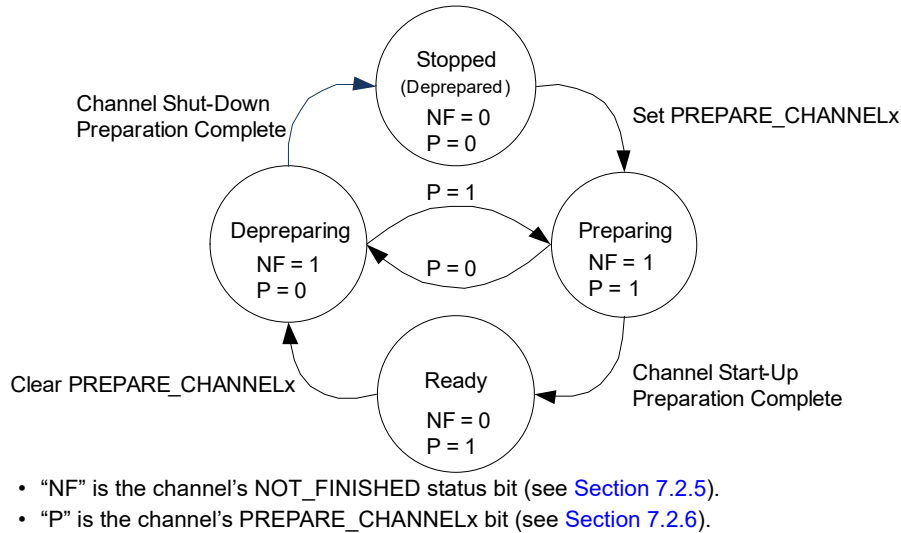 Stopped
(Deprepared)
NF = 0
P = 0
Channel Shut-Down
Preparation Complete
Set PREPARE_CHANNELx
P = 1
Depreparing
NF = 1
P = 0
Preparing
NF = 1
P = 1
P = 0
Clear PREPARE_CHANNELx
Ready
NF = 0
P = 1
Channel Start-Up
Preparation Complete
• “NF” is the channel’s NOT_FINISHED status bit (see Section 7.2.5).
• “P” is the channel’s PREPARE_CHANNELx bit (see Section 7.2.6).